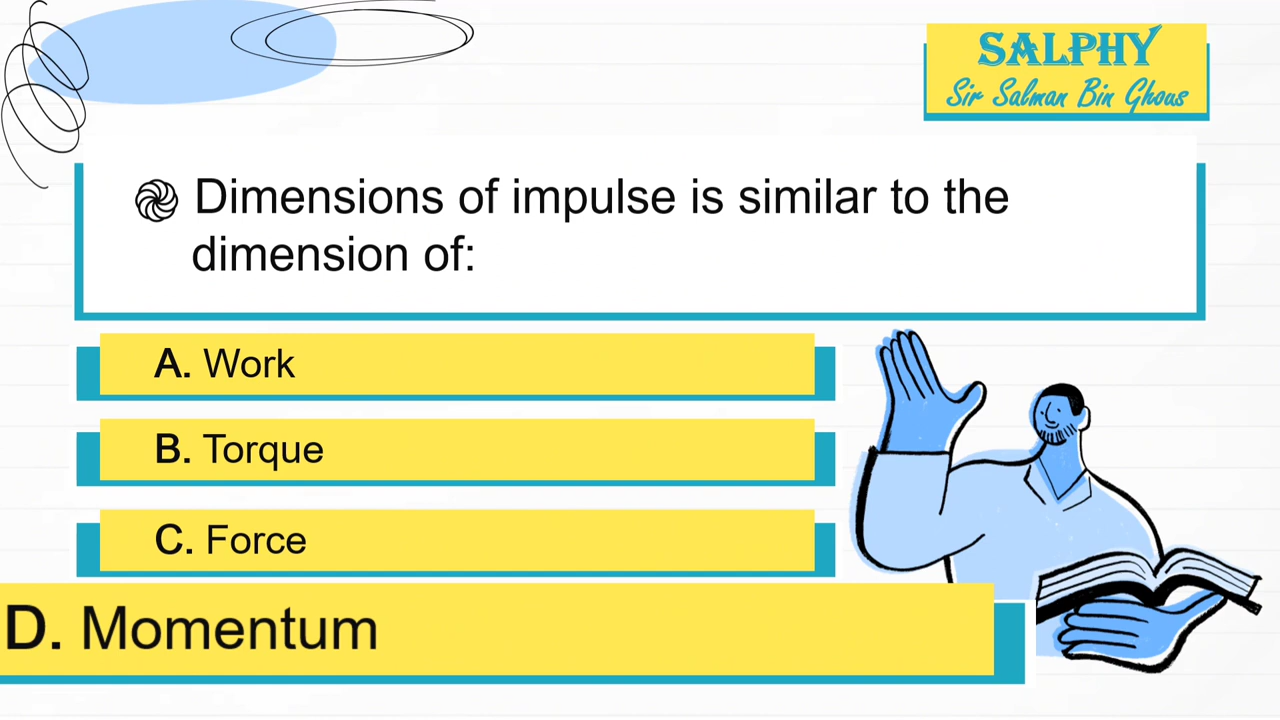 SALPHY
Sir Salman Bin Ghous
Dimensions of impulse is similar to the
dimension of:
A. Work
B. Torque
C. Force
D. Momentum